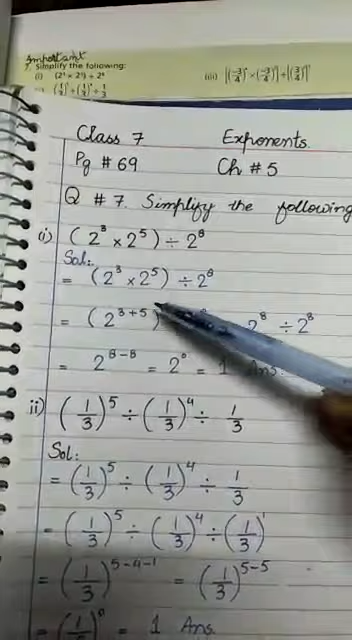 Important
7. Simplify the following:
(i) (2³ × 2⁵) ÷ 2⁸
(iii)
Class 7 Exponents.
Pg # 69 Ch # 5
Q # 7. Simplify the following
(i) (2³ × 2⁵) ÷ 2⁸
Sol:
= (2³ × 2⁵) ÷ 2⁸
= (2³⁺⁵) 2⁸ ÷ 2⁸
= 2⁸⁻⁸ = 2⁰ = 1 Ans.
ii) (1/3)⁵ ÷ (1/3)⁴ ÷ 1/3
Sol:
= (1/3)⁵ ÷ (1/3)⁴ ÷ 1/3
= (1/3)⁵ ÷ (1/3)⁴ ÷ (1/3)¹
= (1/3)⁵⁻⁴⁻¹ = (1/3)⁵⁻⁵
= (1/3)⁰ = 1 Ans.